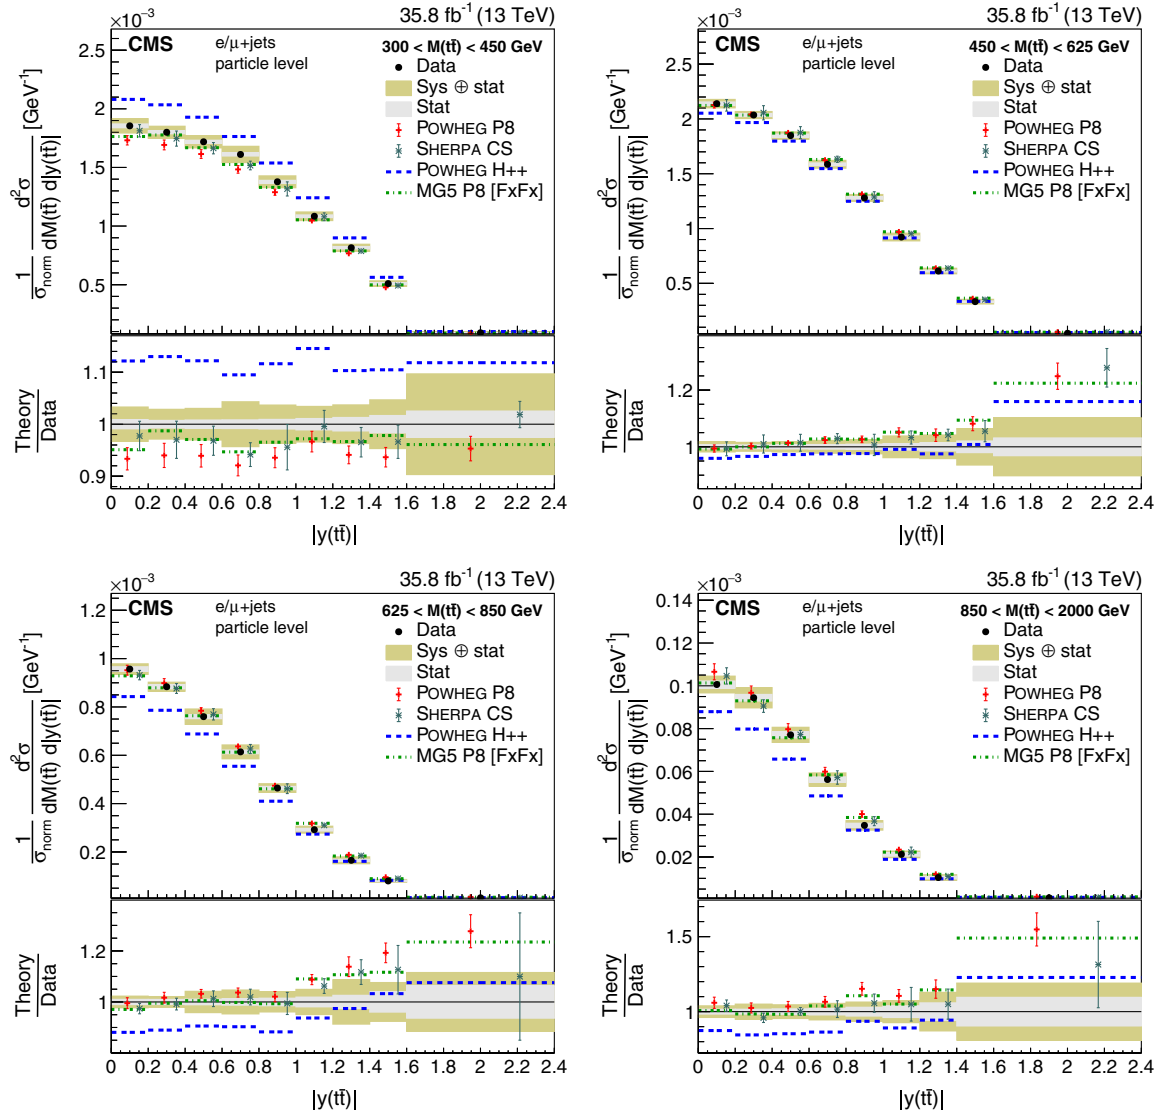 ×10⁻³
35.8 fb⁻¹ (13 TeV)
CMS
e/μ+jets
particle level
300 < M(tt̄) < 450 GeV
Data
Sys ⊕ stat
Stat
POWHEG P8
SHERPA CS
POWHEG H++
MG5 P8 [FxFx]
1/σnorm d²σ/dM(tt̄) d|y(tt̄)| [GeV⁻¹]
2.5
2
1.5
1
0.5
Theory/Data
1.1
1
0.9
0 0.2 0.4 0.6 0.8 1 1.2 1.4 1.6 1.8 2 2.2 2.4
|y(tt̄)|
×10⁻³
35.8 fb⁻¹ (13 TeV)
CMS
e/μ+jets
particle level
450 < M(tt̄) < 625 GeV
Data
Sys ⊕ stat
Stat
POWHEG P8
SHERPA CS
POWHEG H++
MG5 P8 [FxFx]
1/σnorm d²σ/dM(tt̄) d|y(tt̄)| [GeV⁻¹]
2.5
2
1.5
1
0.5
Theory/Data
1.2
1
0 0.2 0.4 0.6 0.8 1 1.2 1.4 1.6 1.8 2 2.2 2.4
|y(tt̄)|
×10⁻³
35.8 fb⁻¹ (13 TeV)
CMS
e/μ+jets
particle level
625 < M(tt̄) < 850 GeV
Data
Sys ⊕ stat
Stat
POWHEG P8
SHERPA CS
POWHEG H++
MG5 P8 [FxFx]
1/σnorm d²σ/dM(tt̄) d|y(tt̄)| [GeV⁻¹]
1.2
1
0.8
0.6
0.4
0.2
Theory/Data
1.2
1
0 0.2 0.4 0.6 0.8 1 1.2 1.4 1.6 1.8 2 2.2 2.4
|y(tt̄)|
×10⁻³
35.8 fb⁻¹ (13 TeV)
CMS
e/μ+jets
particle level
850 < M(tt̄) < 2000 GeV
Data
Sys ⊕ stat
Stat
POWHEG P8
SHERPA CS
POWHEG H++
MG5 P8 [FxFx]
1/σnorm d²σ/dM(tt̄) d|y(tt̄)| [GeV⁻¹]
0.14
0.12
0.1
0.08
0.06
0.04
0.02
Theory/Data
1.5
1
0 0.2 0.4 0.6 0.8 1 1.2 1.4 1.6 1.8 2 2.2 2.4
|y(tt̄)|